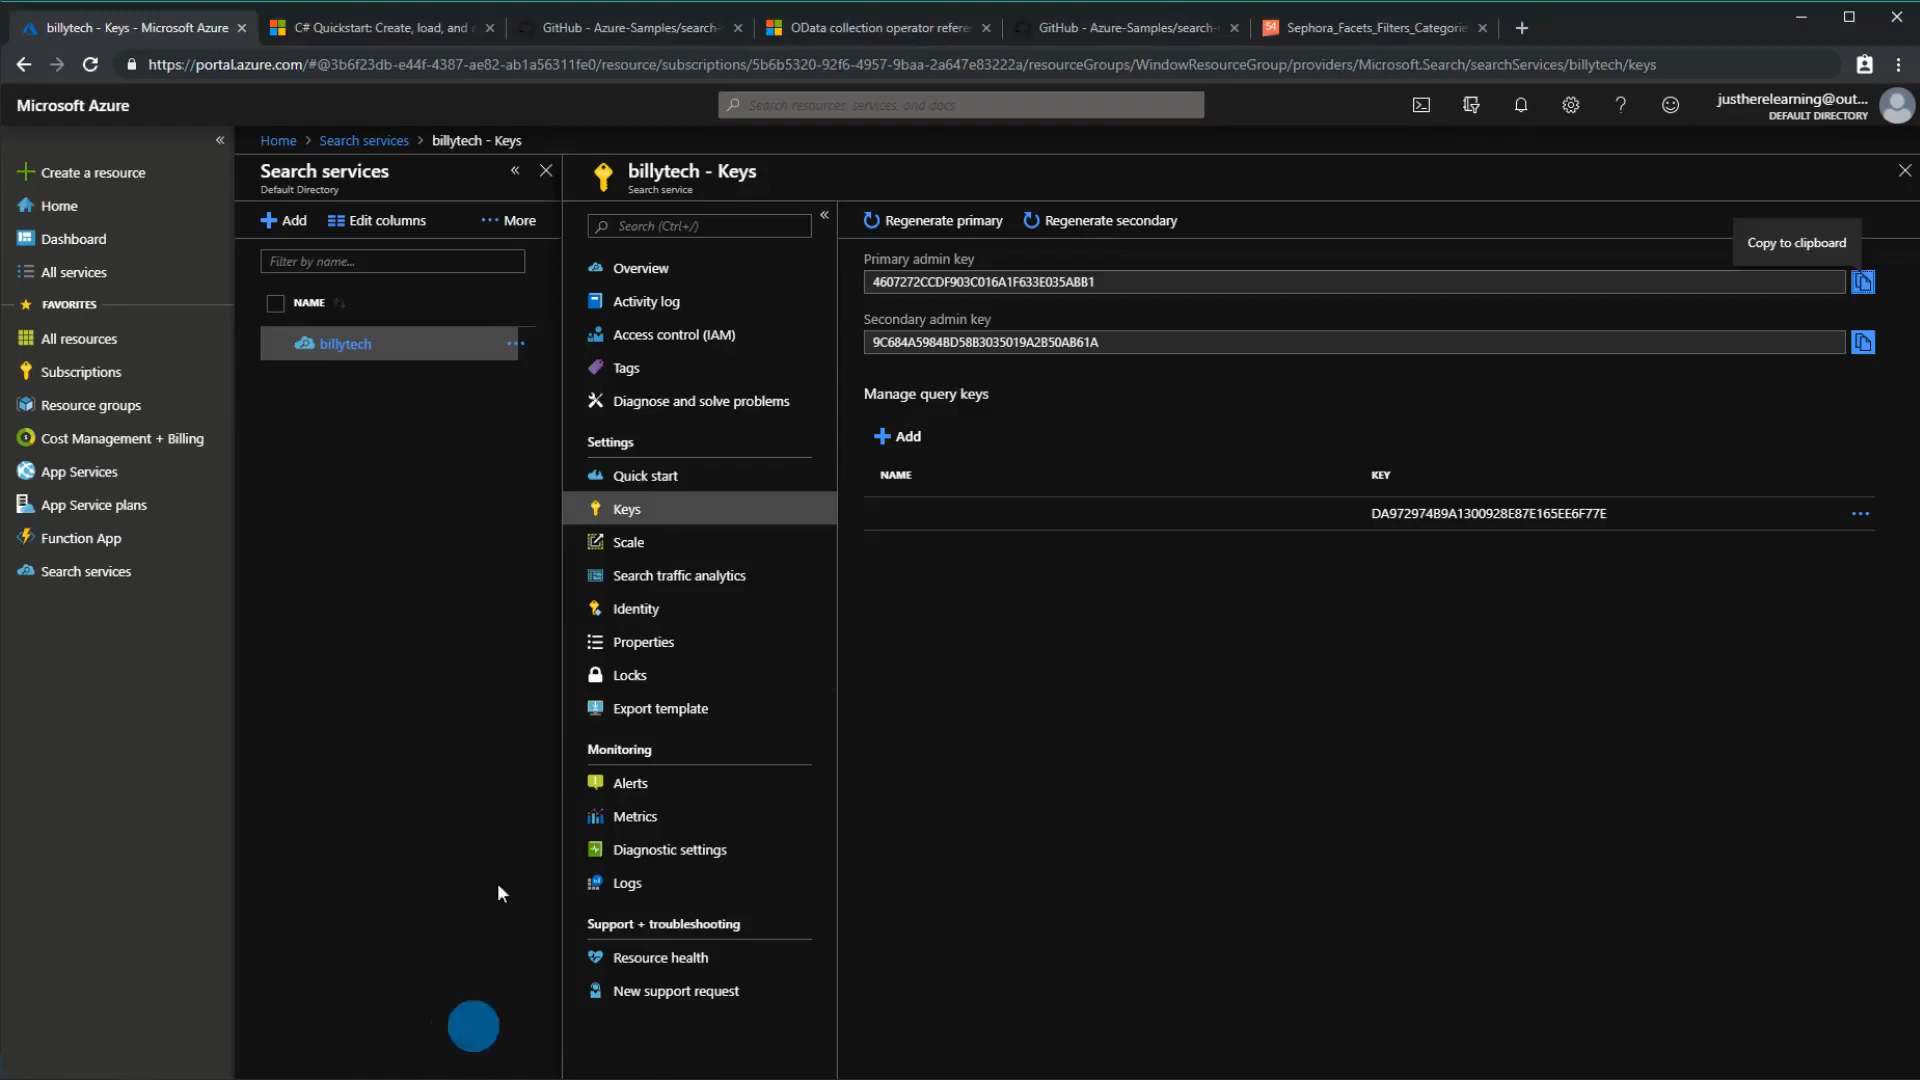 billytech - Keys - Microsoft Azure
C# Quickstart: Create, load, and
GitHub - Azure-Samples/search-
OData collection operator refere
GitHub - Azure-Samples/search-
Sephora_Facets_Filters_Categorie
https://portal.azure.com/#@3b6f23db-e44f-4387-ae82-ab1a56311fe0/resource/subscriptions/5b6b5320-92f6-4957-9baa-2a647e83222a/resourceGroups/WindowResourceGroup/providers/Microsoft.Search/searchServices/billytech/keys
Microsoft Azure
Search resources, services, and docs
justherelearning@out...
DEFAULT DIRECTORY
Create a resource
Home
Dashboard
All services
FAVORITES
All resources
Subscriptions
Resource groups
Cost Management + Billing
App Services
App Service plans
Function App
Search services
Home > Search services > billytech - Keys
Search services
Default Directory
Add
Edit columns
More
Filter by name...
NAME
billytech
billytech - Keys
Search service
Search (Ctrl+/)
Overview
Activity log
Access control (IAM)
Tags
Diagnose and solve problems
Settings
Quick start
Keys
Scale
Search traffic analytics
Identity
Properties
Locks
Export template
Monitoring
Alerts
Metrics
Diagnostic settings
Logs
Support + troubleshooting
Resource health
New support request
Regenerate primary
Regenerate secondary
Copy to clipboard
Primary admin key
4607272CCDF903C016A1F633E035ABB1
Secondary admin key
9C684A5984BD58B3035019A2B50AB61A
Manage query keys
Add
NAME
KEY
DA972974B9A1300928E87E165EE6F77E